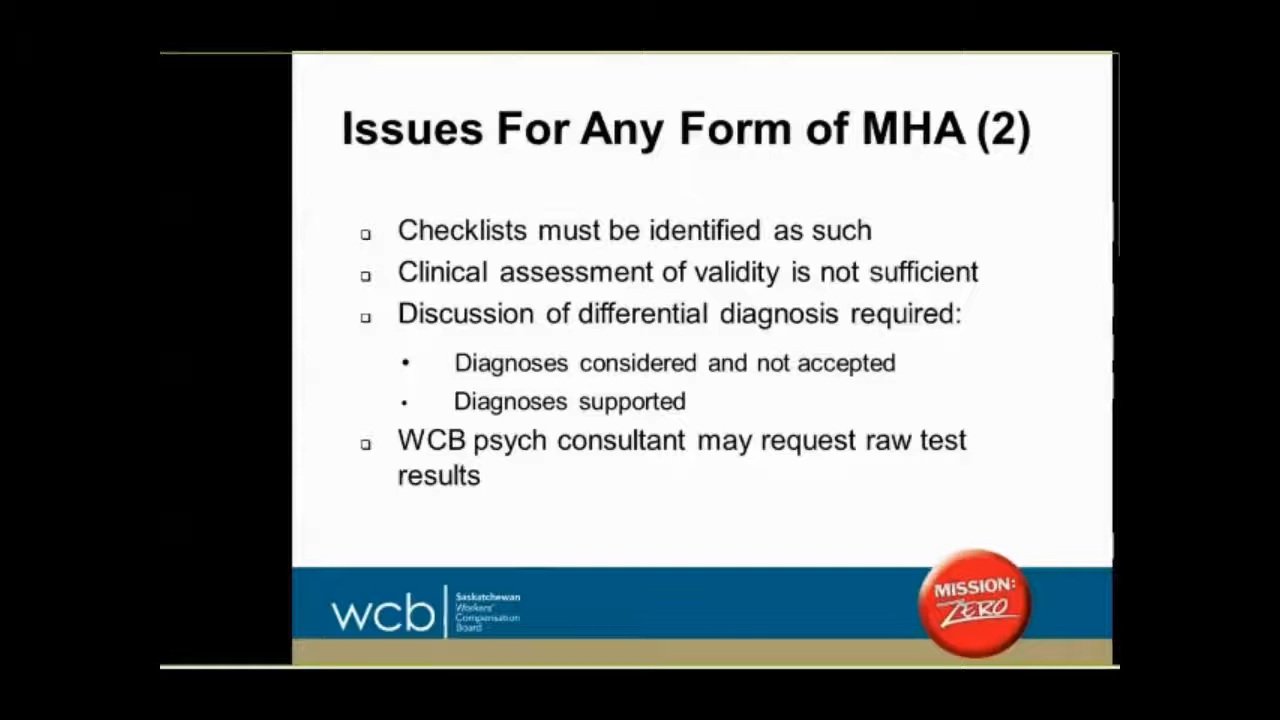 Issues For Any Form of MHA (2)
❑ Checklists must be identified as such
❑ Clinical assessment of validity is not sufficient
❑ Discussion of differential diagnosis required:
• Diagnoses considered and not accepted
• Diagnoses supported
❑ WCB psych consultant may request raw test
results
wcb
Saskatchewan
Workers'
Compensation
Board
MISSION:
ZERO